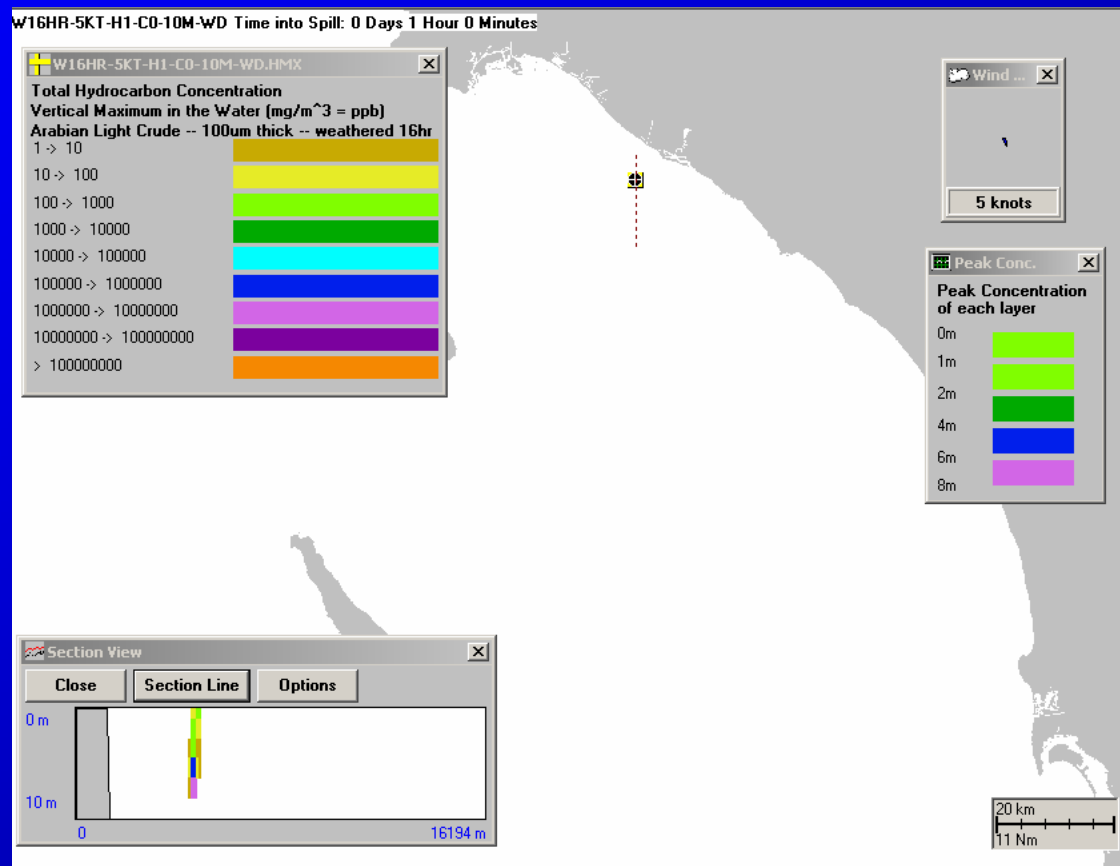 W16HR-5KT-H1-C0-10M-WD Time into Spill: 0 Days 1 Hour 0 Minutes
W16HR-5KT-H1-C0-10M-WD.HMX
Total Hydrocarbon Concentration
Vertical Maximum in the Water (mg/m^3 = ppb)
Arabian Light Crude -- 100um thick -- weathered 16hr
1 -> 10
10 -> 100
100 -> 1000
1000 -> 10000
10000 -> 100000
100000 -> 1000000
1000000 -> 10000000
10000000 -> 100000000
> 100000000
Wind ...
5 knots
Peak Conc.
Peak Concentration
of each layer
0m
1m
2m
4m
6m
8m
Section View
Close
Section Line
Options
0 m
10 m
0
16194 m
20 km
11 Nm